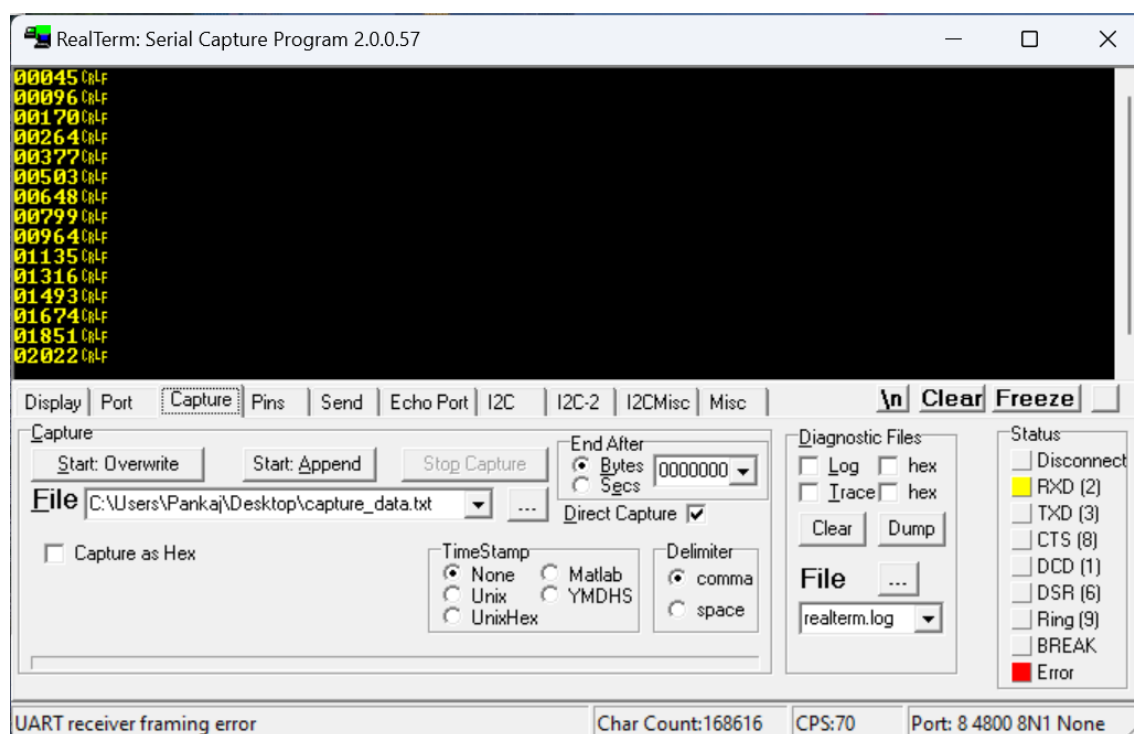 RealTerm: Serial Capture Program 2.0.0.57
00045CRLF
00096CRLF
00170CRLF
00264CRLF
00377CRLF
00503CRLF
00648CRLF
00799CRLF
00964CRLF
01135CRLF
01316CRLF
01493CRLF
01674CRLF
01851CRLF
02022CRLF
Display Port Capture Pins Send Echo Port I2C I2C-2 I2CMisc Misc \n Clear Freeze
Capture
Start: Overwrite Start: Append Stop Capture
End After
Bytes 0000000
Secs
File C:\Users\Pankaj\Desktop\capture_data.txt ...
Direct Capture
Capture as Hex
TimeStamp
None Matlab
Unix YMDHS
UnixHex
Delimiter
comma
space
Diagnostic Files
Log hex
Trace hex
Clear Dump
File ...
realterm.log
Status
Disconnect
RXD (2)
TXD (3)
CTS (8)
DCD (1)
DSR (6)
Ring (9)
BREAK
Error
UART receiver framing error Char Count:168616 CPS:70 Port: 8 4800 8N1 None